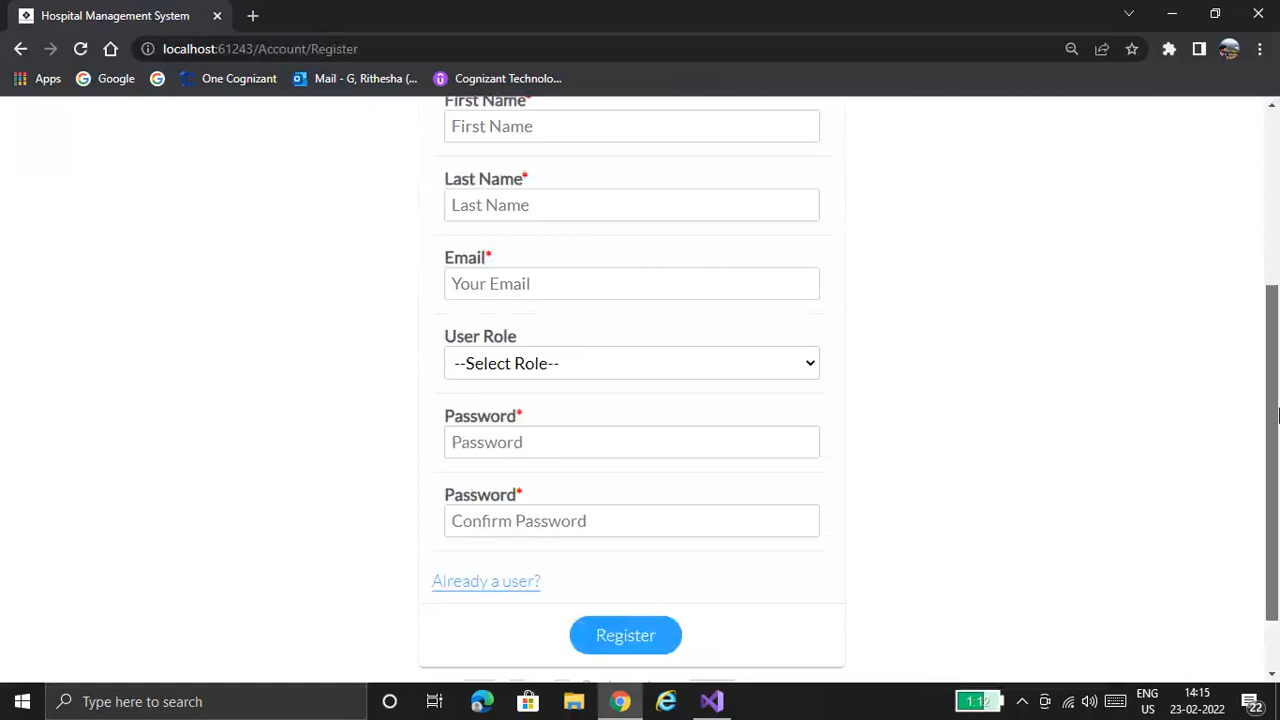 Hospital Management System
localhost:61243/Account/Register
Apps
Google
One Cognizant
Mail - G, Rithesha (...
Cognizant Technolo...
First Name*
First Name
Last Name*
Last Name
Email*
Your Email
User Role
--Select Role--
Password*
Password
Password*
Confirm Password
Already a user?
Register
Type here to search
1:12
ENG
US
14:15
23-02-2022
22